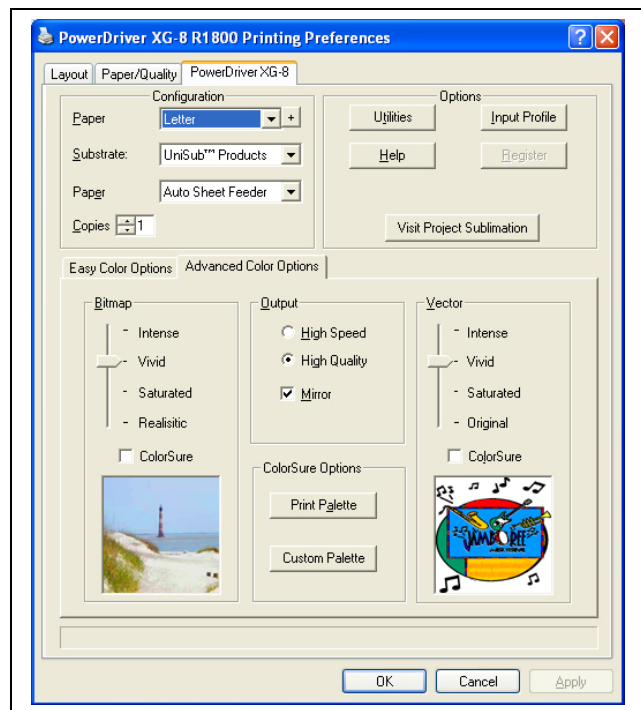 PowerDriver XG-8 R1800 Printing Preferences
Layout Paper/Quality PowerDriver XG-8
Configuration
Paper Letter +
Substrate: UniSub™ Products
Paper Auto Sheet Feeder
Copies 1
Options
Utilities Input Profile
Help Register
Visit Project Sublimation
Easy Color Options Advanced Color Options
Bitmap
- Intense
- Vivid
- Saturated
- Realisitic
ColorSure
Output
High Speed
High Quality
Mirror
ColorSure Options
Print Palette
Custom Palette
Vector
- Intense
- Vivid
- Saturated
- Original
ColorSure
JAMBOREE
OK Cancel Apply